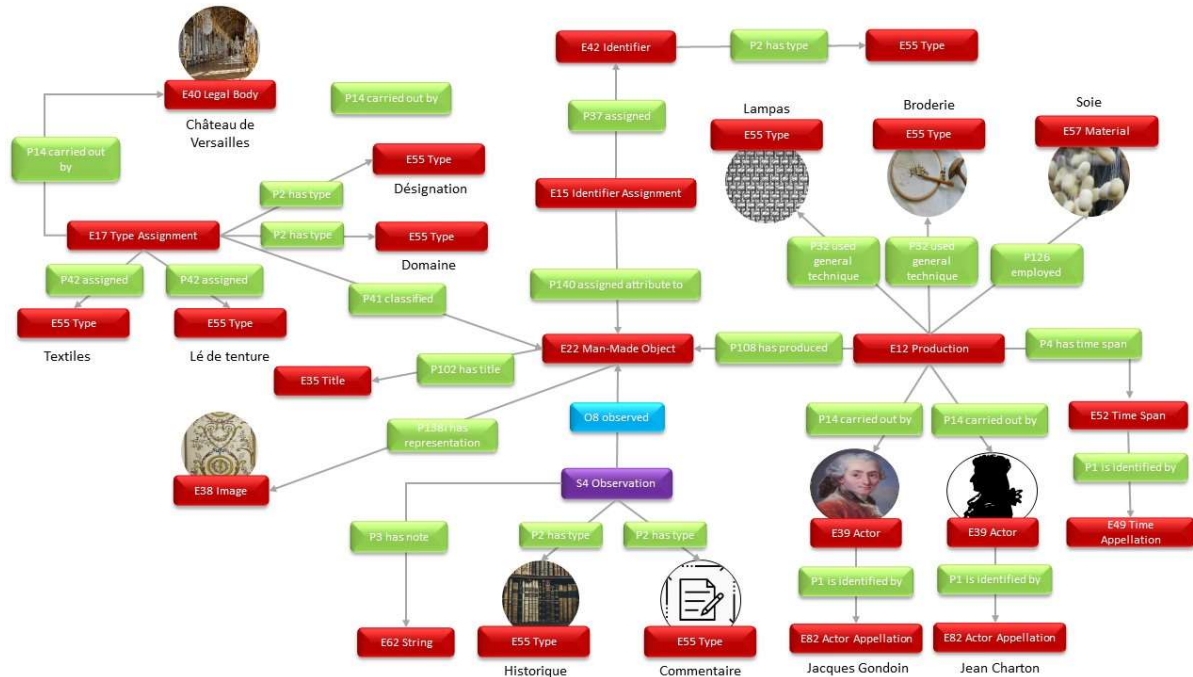 E42 Identifier
P2 has type
E55 Type
E40 Legal Body
Château de
Versailles
P14 carried out by
P37 assigned
Lampas
E55 Type
Broderie
E55 Type
Soie
E57 Material
P14 carried out
by
P2 has type
E55 Type
Désignation
E15 Identifier Assignment
E17 Type Assignment
P2 has type
E55 Type
Domaine
P32 used
general
technique
P32 used
general
technique
P126
employed
P42 assigned
P42 assigned
P41 classified
P140 assigned attribute to
E55 Type
Textiles
E55 Type
Lé de tenture
E22 Man-Made Object
P108 has produced
E12 Production
P4 has time span
E35 Title
P102 has title
O8 observed
P14 carried out by
P14 carried out by
E52 Time Span
P138i has
representation
P1 is identified by
E38 Image
S4 Observation
E49 Time
Appellation
P3 has note
P2 has type
P2 has type
E39 Actor
E39 Actor
P1 is identified by
P1 is identified by
E62 String
E55 Type
Historique
E55 Type
Commentaire
E82 Actor Appellation
Jacques Gondoin
E82 Actor Appellation
Jean Charton